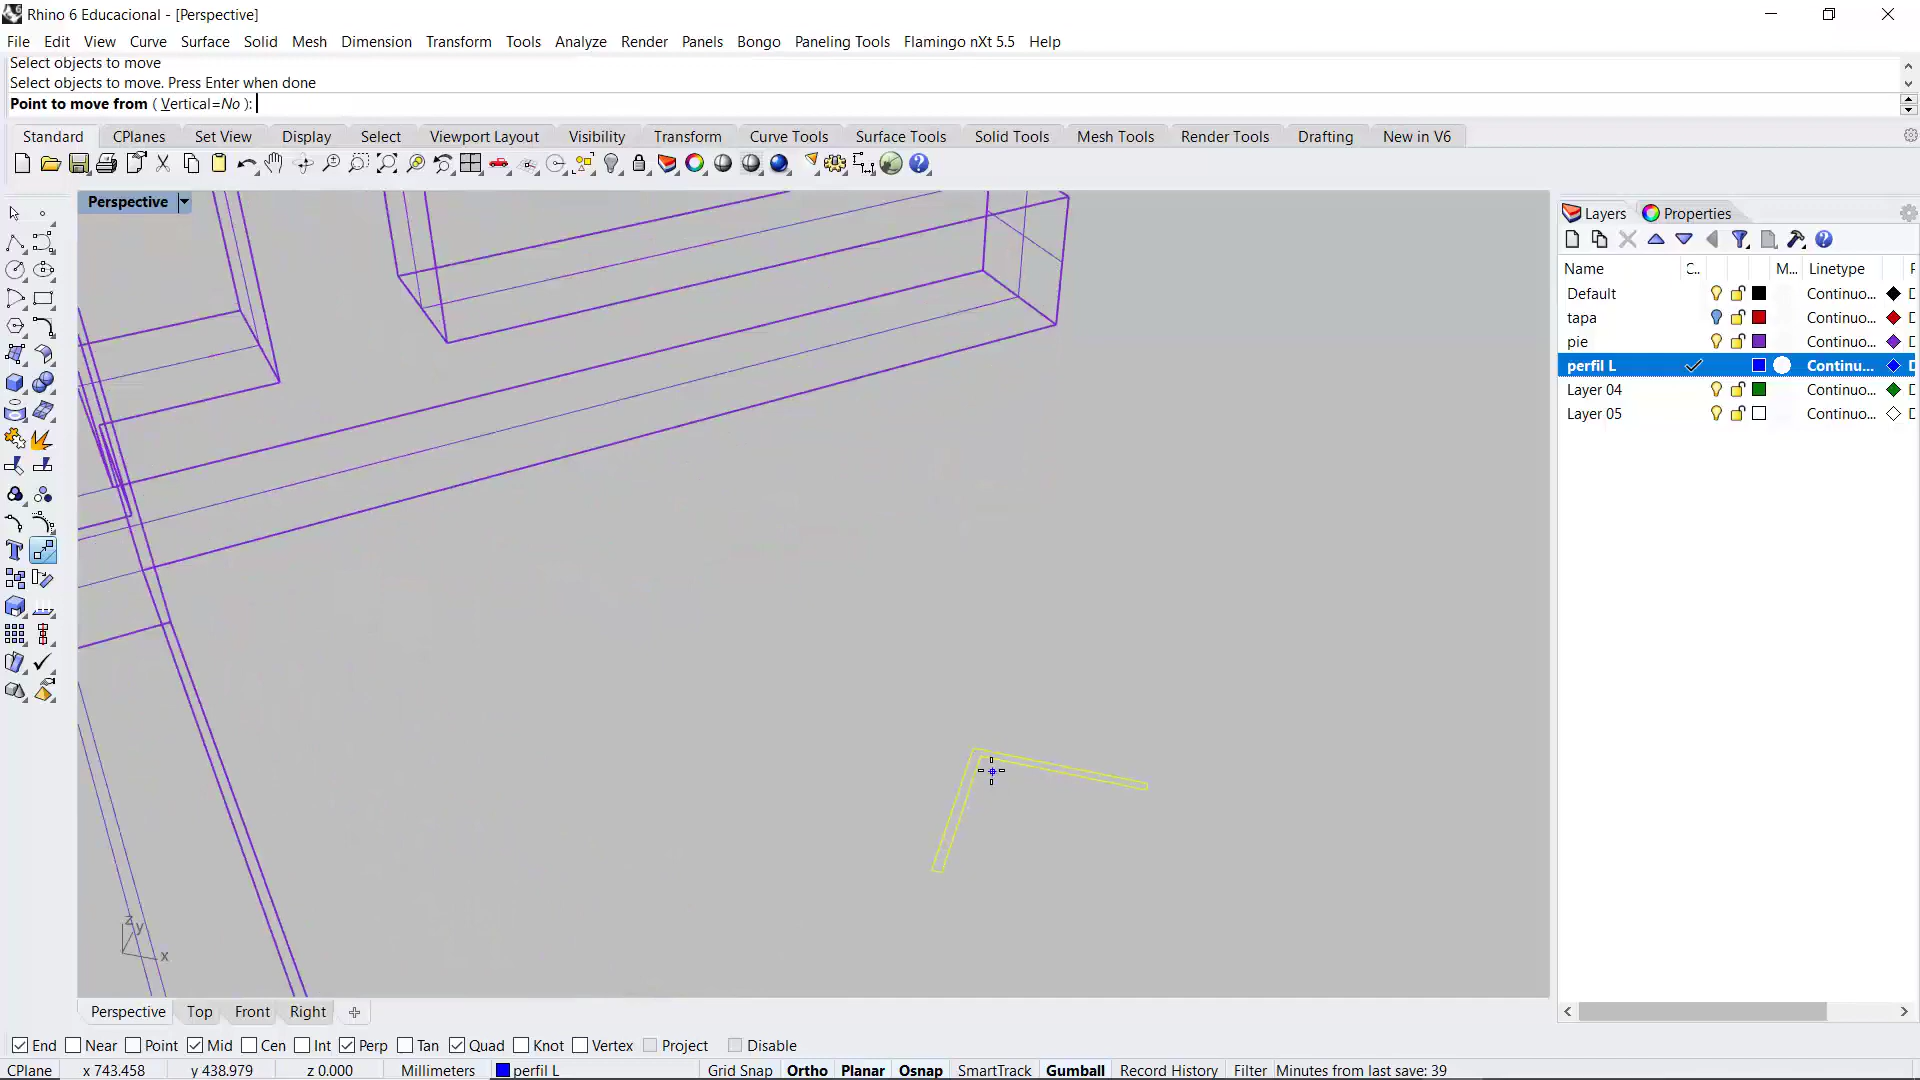 Rhino 6 Educacional - [Perspective]
File Edit View Curve Surface Solid Mesh Dimension Transform Tools Analyze Render Panels Bongo Paneling Tools Flamingo nXt 5.5 Help
Select objects to move
Select objects to move. Press Enter when done
Point to move from ( Vertical=No ):
Standard CPlanes Set View Display Select Viewport Layout Visibility Transform Curve Tools Surface Tools Solid Tools Mesh Tools Render Tools Drafting New in V6
Perspective
Layers Properties
Name C.. M... Linetype
Default Continuo...
tapa Continuo...
pie Continuo...
perfil L Continu...
Layer 04 Continuo...
Layer 05 Continuo...
z
y
x
Perspective Top Front Right
End Near Point Mid Cen Int Perp Tan Quad Knot Vertex Project Disable
CPlane x 743.458 y 438.979 z 0.000 Millimeters perfil L Grid Snap Ortho Planar Osnap SmartTrack Gumball Record History Filter Minutes from last save: 39